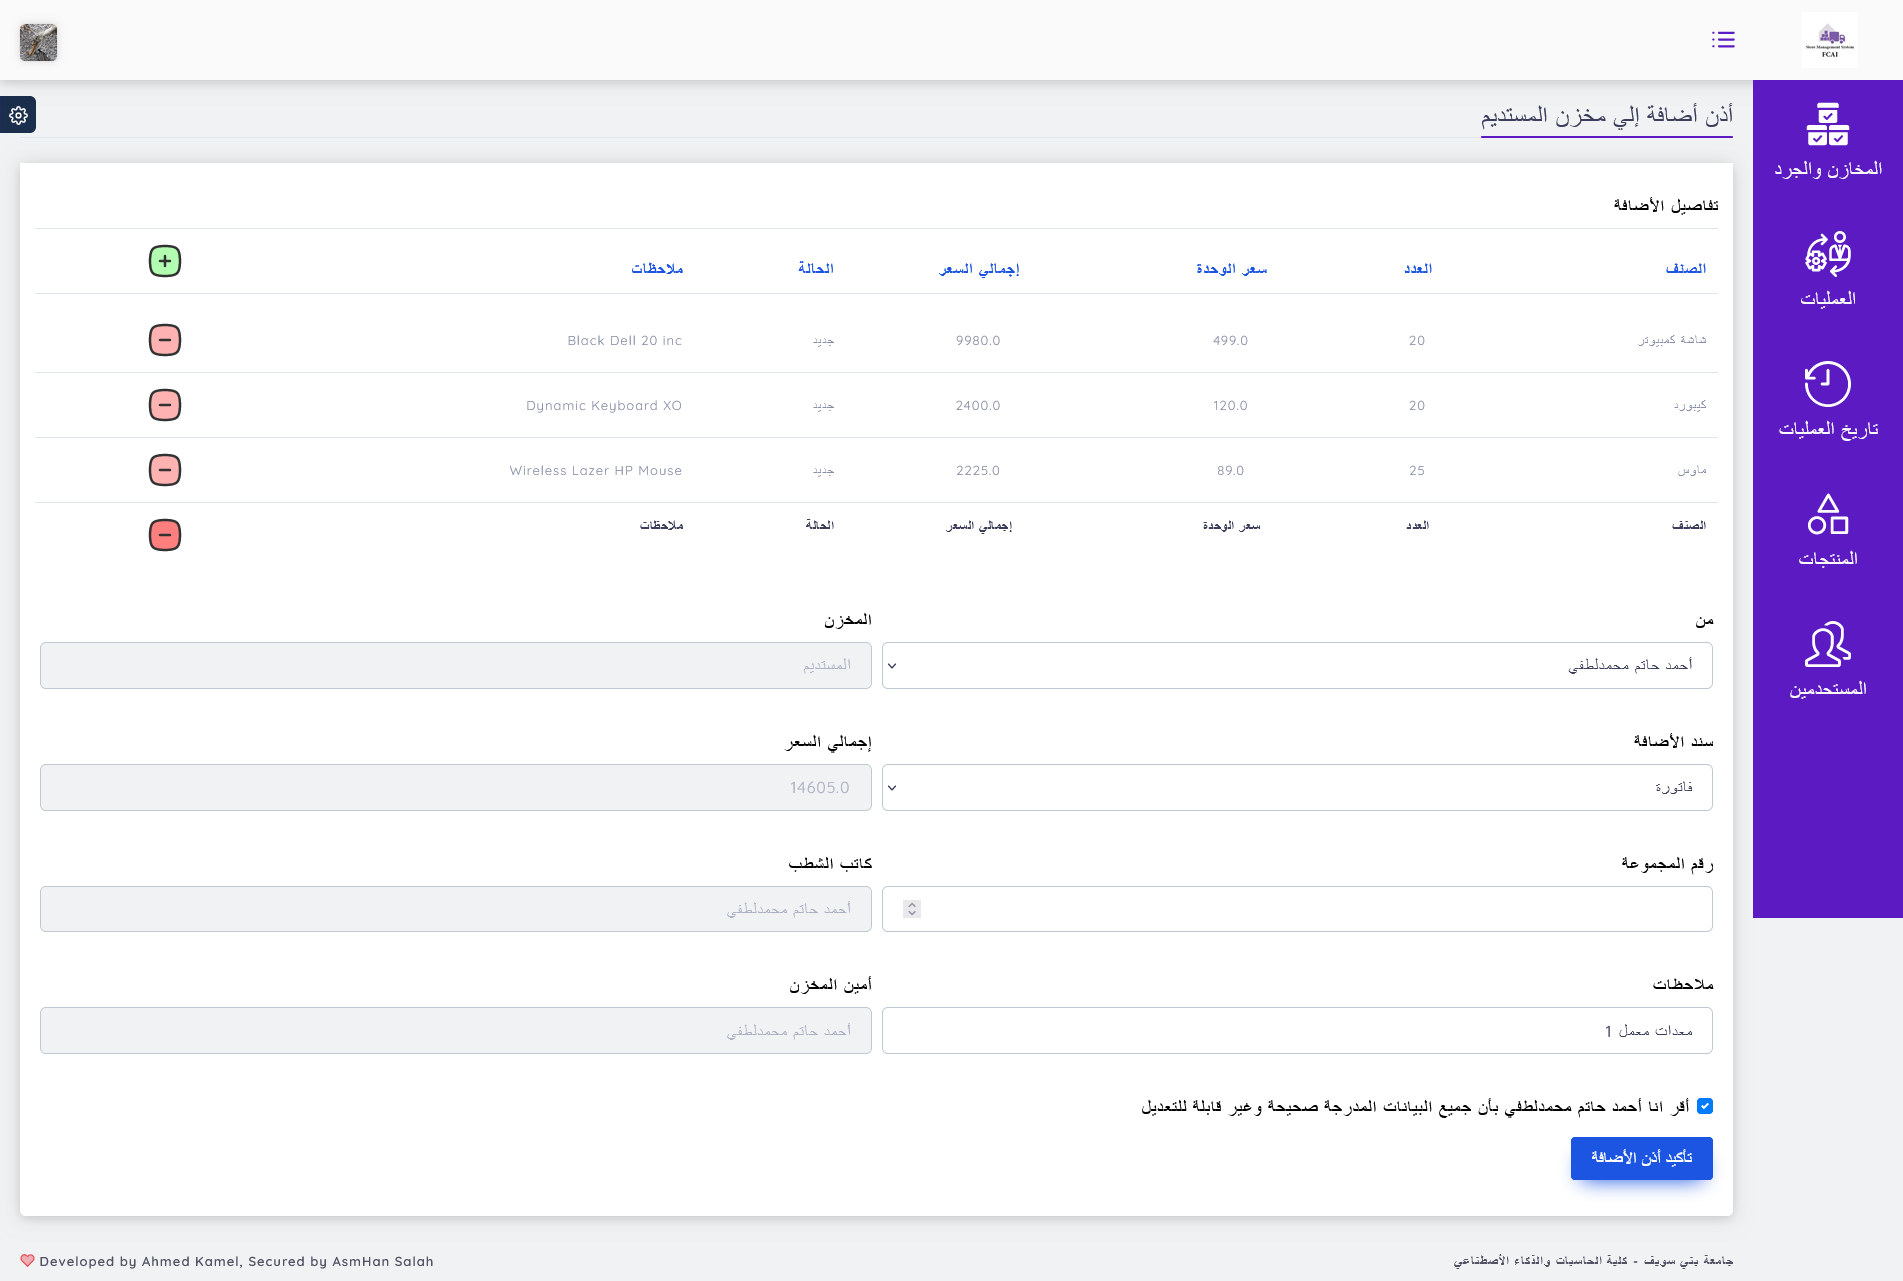 Store Management System
FCAI
المخازن والجرد
العمليات
تاريخ العمليات
المنتجات
المستحدمين
أذن أضافة إلي مخزن المستديم
تفاصيل الأضافة
الصنف العدد سعر الوحدة إجمالي السعر الحالة ملاحظات
شاشة كمبيوتر 20 499.0 9980.0 جديد Black Dell 20 inc
كيبورد 20 120.0 2400.0 جديد Dynamic Keyboard XO
ماوس 25 89.0 2225.0 جديد Wireless Lazer HP Mouse
الصنف العدد سعر الوحدة إجمالي السعر الحالة ملاحظات
من المخزن
أحمد حاتم محمدلطفي المستديم
سند الأضافة إجمالي السعر
فاتورة 14605.0
رقم المجموعة كاتب الشطب
أحمد حاتم محمدلطفي
ملاحظات أمين المخزن
معدات معمل 1 أحمد حاتم محمدلطفي
أقر انا أحمد حاتم محمدلطفي بأن جميع البيانات المدرجة صحيحة وغير قابلة للتعديل
تأكيد أذن الأضافة
جامعة بني سويف - كلية الحاسبات والذكاء الأصطناعي
Developed by Ahmed Kamel, Secured by AsmHan Salah